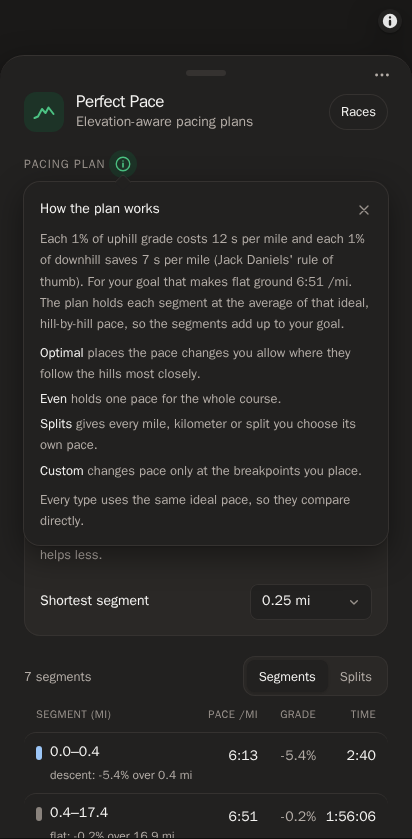 Perfect Pace
Elevation-aware pacing plans
Races
PACING PLAN
How the plan works
Each 1% of uphill grade costs 12 s per mile and each 1%
of downhill saves 7 s per mile (Jack Daniels' rule of
thumb). For your goal that makes flat ground 6:51 /mi.
The plan holds each segment at the average of that ideal,
hill-by-hill pace, so the segments add up to your goal.
Optimal places the pace changes you allow where they
follow the hills most closely.
Even holds one pace for the whole course.
Splits gives every mile, kilometer or split you choose its
own pace.
Custom changes pace only at the breakpoints you place.
Every type uses the same ideal pace, so they compare
directly.
helps less.
Shortest segment 0.25 mi
7 segments Segments Splits
SEGMENT (MI) PACE /MI GRADE TIME
0.0–0.4 6:13 -5.4% 2:40
descent: -5.4% over 0.4 mi
0.4–17.4 6:51 -0.2% 1:56:06
flat: -0.2% over 16.9 mi